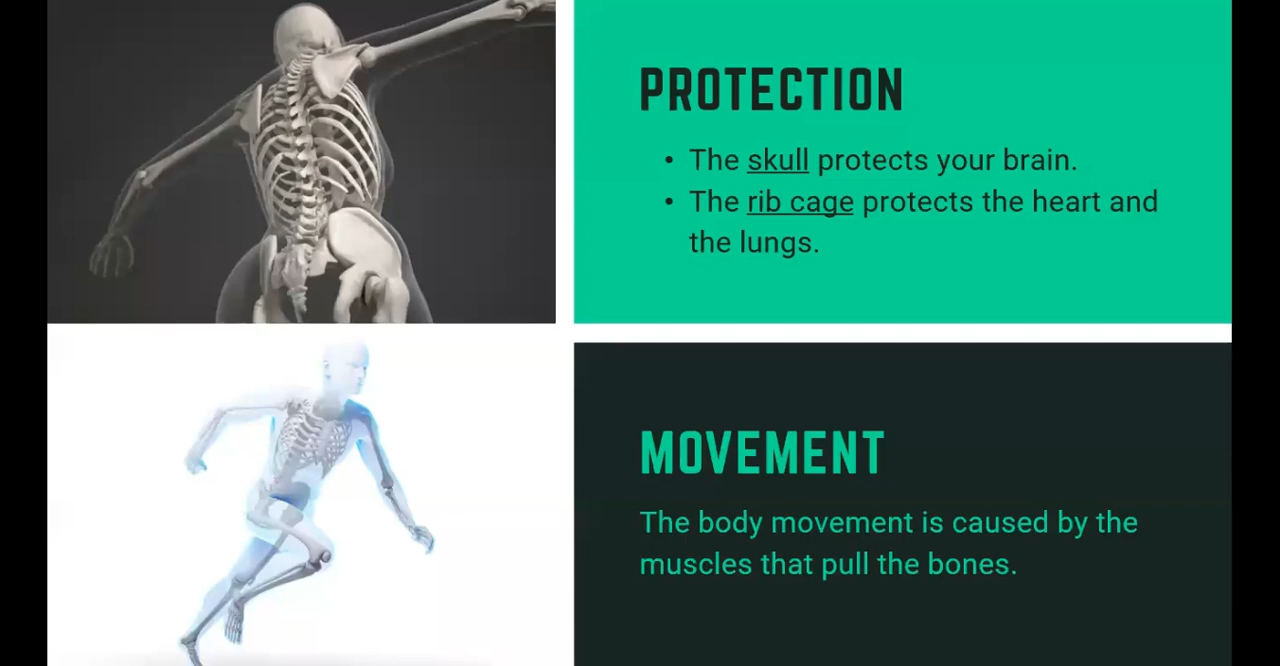 PROTECTION
• The skull protects your brain.
• The rib cage protects the heart and
the lungs.
MOVEMENT
The body movement is caused by the
muscles that pull the bones.